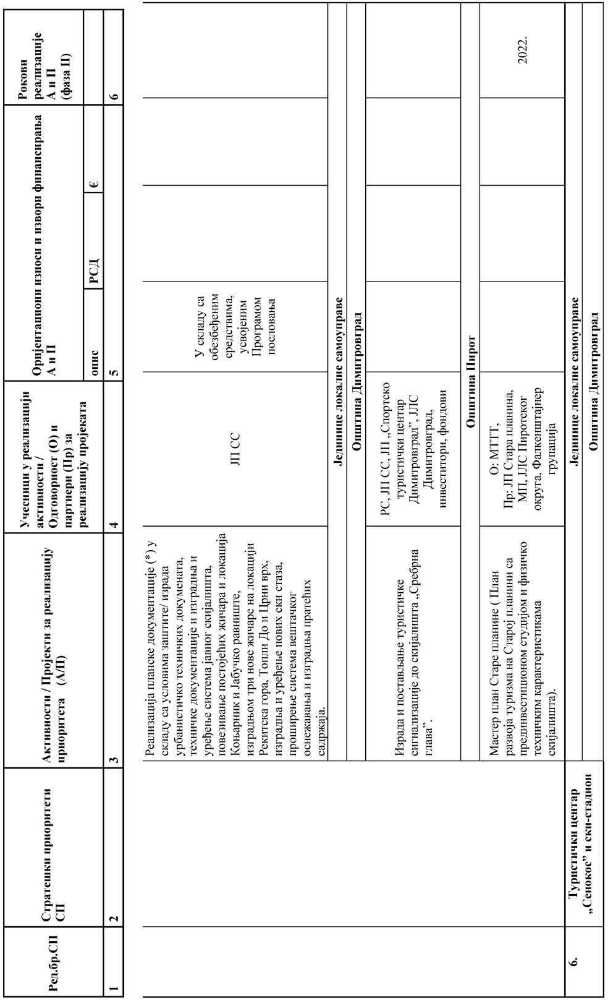 Ред.бр.СП
Стратешки приоритети
СП
Активности / Пројекти за реализацију
приоритета (А/П)
Учесници у реализацији
активности /
Одговорност (О) и
партнери (Пр) за
реализацију пројеката
Оријентациони износи и извори финансирања
А и П
опис
РСД
€
Рокови
реализације
А и П
(фаза II)
1
2
3
4
5
6
Реализација планске документације (*) у
складу са условима заштите/ израда
урбанистичко техничких докумената,
техничке документације и изградња и
уређење система јавног скијалишта,
повезивање постојећих жичара и локација
Коњарник и Јабучко равниште,
изградњом три нове жичаре на локацији
Рекитска гора, Топли До и Црни врх,
изградња и уређење нових ски стаза,
проширење система вештачког
оснежавања и изградња пратећих
садржаја.
ЈП СС
У складу са
обезбеђеним
средствима,
усвојеним
Програмом
пословања
Јединице локалне самоуправе
Општина Димитровград
Израда и постављање туристичке
сигнализације до скијалишта „Сребрна
глава”.
РС, ЈП СС, ЈП „Спортско
туристички центар
Димитровград”, ЈЛС
Димитровград,
инвеститори, фондови
Општина Пирот
Мастер план Старе планине ( План
развоја туризма на Старој планини са
прединвестиционом студијом и физичко
техничким карактеристикама
скијалишта).
О: МТТТ,
Пр: ЈП Стара планина,
МП, ЈЛС Пиротског
округа, Фалкенштајнер
групација
2022.
6.
Туристички центар
„Сенокос” и ски-стадион
Јединице локалне самоуправе
Општина Димитровград